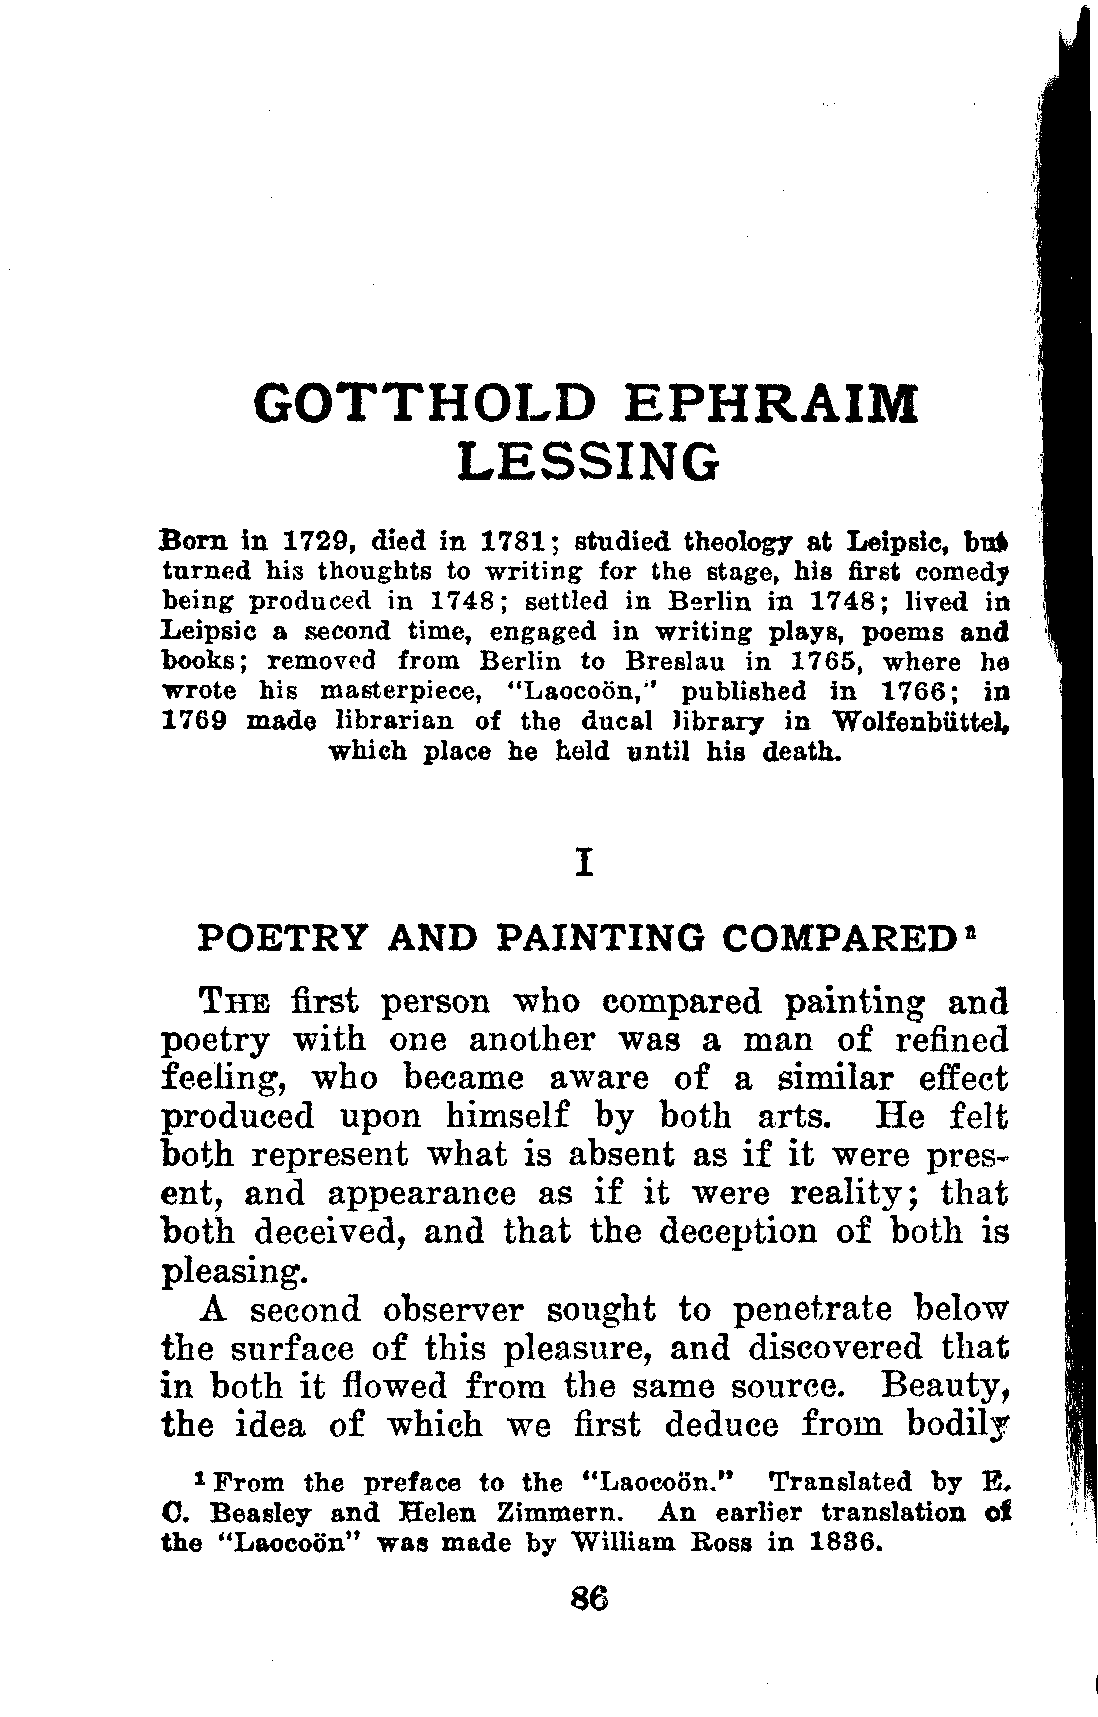 GOTTHOLD EPHRAIM
LESSING
Born in 1729, died in 1781; studied theology at Leipsic, but
turned his thoughts to writing for the stage, his first comedy
being produced in 1748; settled in Berlin in 1748; lived in
Leipsic a second time, engaged in writing plays, poems and
books; removed from Berlin to Breslau in 1765, where he
wrote his masterpiece, "Laocoön," published in 1766; in
1769 made librarian of the ducal library in Wolfenbüttel,
which place he held until his death.
I
POETRY AND PAINTING COMPARED¹
THE first person who compared painting and
poetry with one another was a man of refined
feeling, who became aware of a similar effect
produced upon himself by both arts. He felt
both represent what is absent as if it were pres-
ent, and appearance as if it were reality; that
both deceived, and that the deception of both is
pleasing.
A second observer sought to penetrate below
the surface of this pleasure, and discovered that
in both it flowed from the same source. Beauty,
the idea of which we first deduce from bodily
¹ From the preface to the "Laocoön." Translated by E.
C. Beasley and Helen Zimmern. An earlier translation of
the "Laocoön" was made by William Ross in 1836.
86